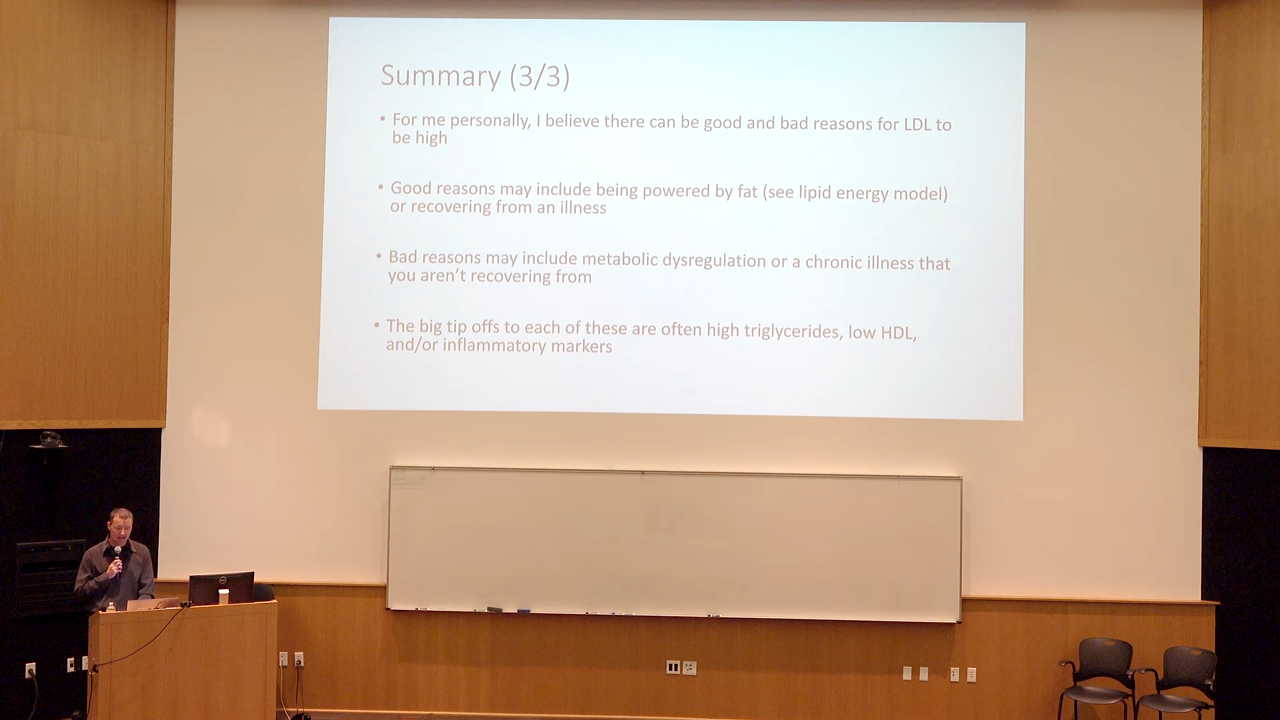 Summary (3/3)
• For me personally, I believe there can be good and bad reasons for LDL to
be high
• Good reasons may include being powered by fat (see lipid energy model)
or recovering from an illness
• Bad reasons may include metabolic dysregulation or a chronic illness that
you aren't recovering from
• The big tip offs to each of these are often high triglycerides, low HDL,
and/or inflammatory markers